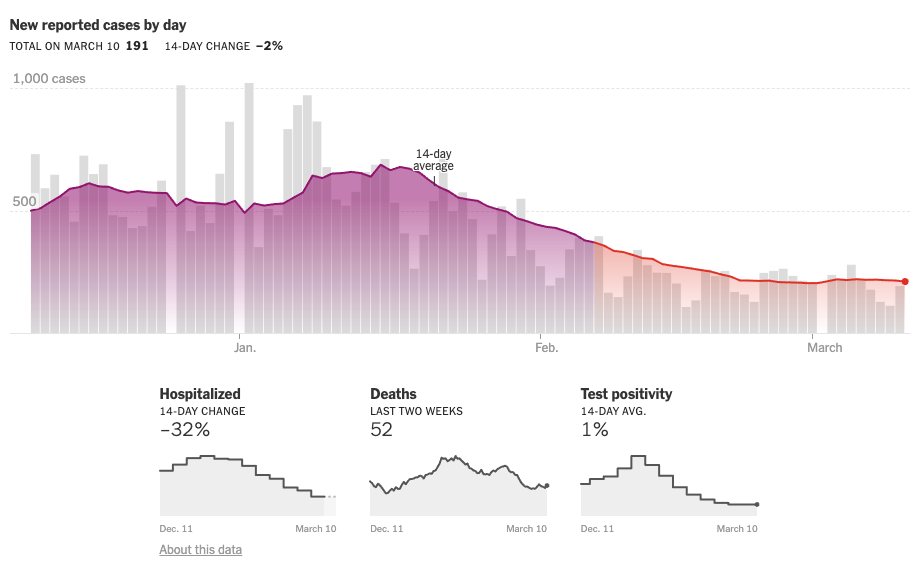 New reported cases by day
TOTAL ON MARCH 10 191 14-DAY CHANGE –2%
1,000 cases
14-day
average
500
Jan. Feb. March
Hospitalized Deaths Test positivity
14-DAY CHANGE LAST TWO WEEKS 14-DAY AVG.
–32% 52 1%
Dec. 11 March 10 Dec. 11 March 10 Dec. 11 March 10
About this data